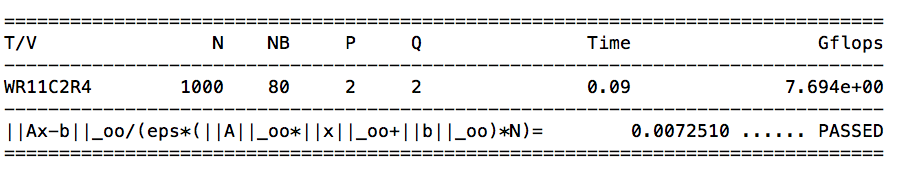 ================================================================================
T/V                N    NB     P     Q               Time                 Gflops
--------------------------------------------------------------------------------
WR11C2R4        1000    80     2     2               0.09              7.694e+00
--------------------------------------------------------------------------------
||Ax-b||_oo/(eps*(||A||_oo*||x||_oo+||b||_oo)*N)=        0.0072510 ...... PASSED
================================================================================